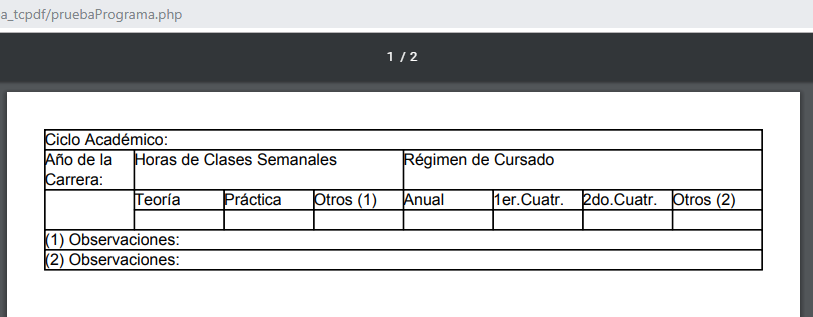 a_tcpdf/pruebaPrograma.php
1 / 2
Ciclo Académico:
Año de la Horas de Clases Semanales Régimen de Cursado
Carrera:
Teoría Práctica Otros (1) Anual 1er.Cuatr. 2do.Cuatr. Otros (2)
(1) Observaciones:
(2) Observaciones: